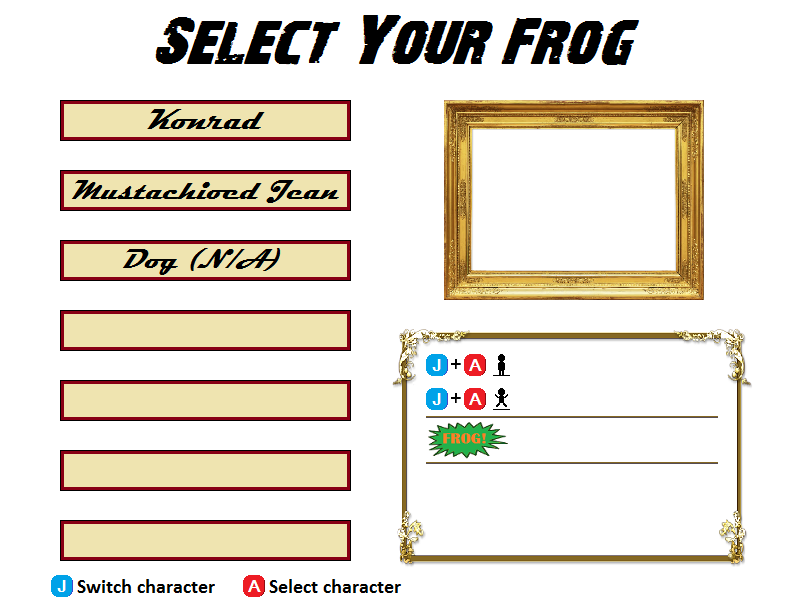 Select Your Frog
Konrad
Mustachioed Jean
Dog (N/A)
J + A
J + A
FROG!
J Switch character
A Select character